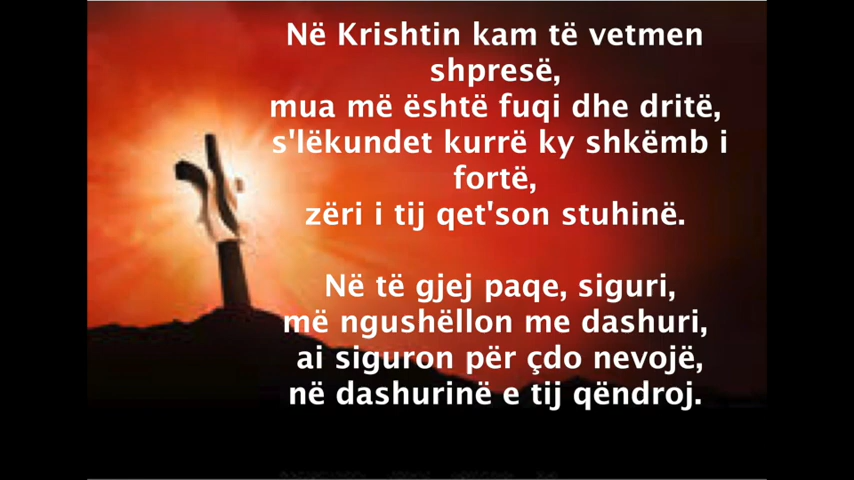 Në Krishtin kam të vetmen
shpresë,
mua më është fuqi dhe dritë,
s'lëkundet kurrë ky shkëmb i
fortë,
zëri i tij qet'son stuhinë.
Në të gjej paqe, siguri,
më ngushëllon me dashuri,
ai siguron për çdo nevojë,
në dashurinë e tij qëndroj.